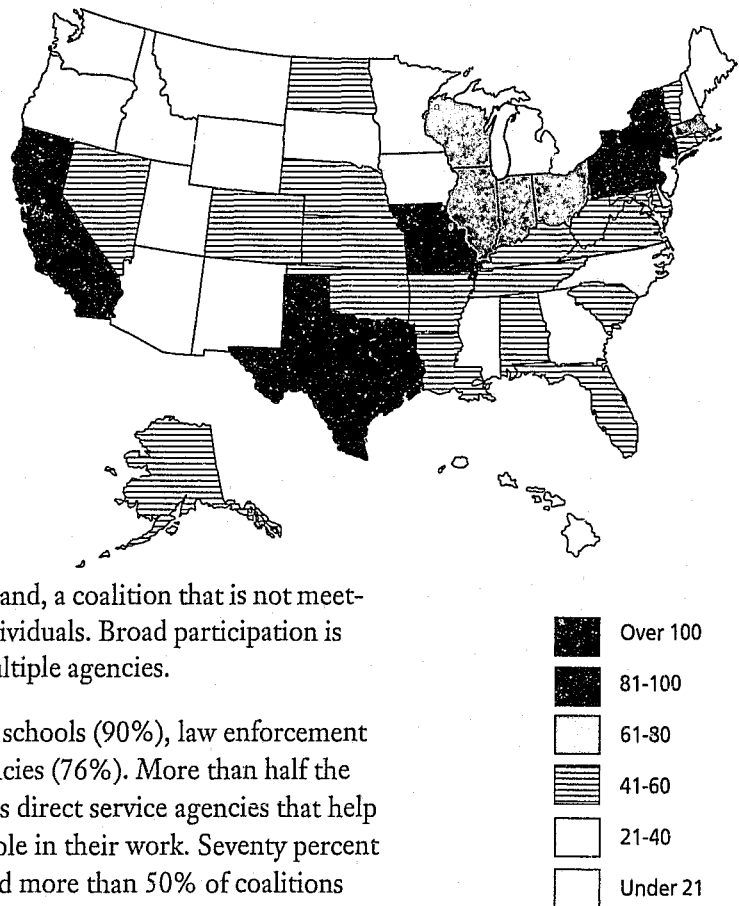 and, a coalition that is not meet-
ividuals. Broad participation is
ultiple agencies.
schools (90%), law enforcement
cies (76%). More than half the
s direct service agencies that help
ole in their work. Seventy percent
d more than 50% of coalitions
Over 100
81-100
61-80
41-60
21-40
Under 21